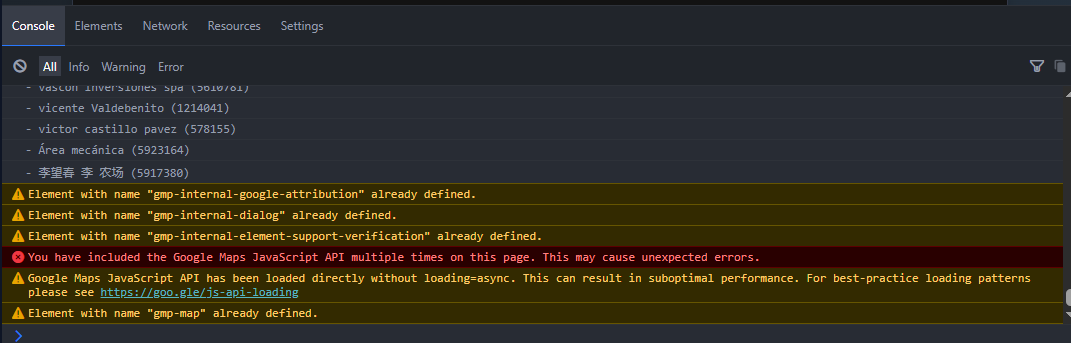 Console Elements Network Resources Settings
All Info Warning Error
- vascon inversiones spa (5610781)
- vicente Valdebenito (1214041)
- victor castillo pavez (578155)
- Área mecánica (5923164)
- 李望春 李 农场 (5917380)
Element with name "gmp-internal-google-attribution" already defined.
Element with name "gmp-internal-dialog" already defined.
Element with name "gmp-internal-element-support-verification" already defined.
You have included the Google Maps JavaScript API multiple times on this page. This may cause unexpected errors.
Google Maps JavaScript API has been loaded directly without loading=async. This can result in suboptimal performance. For best-practice loading patterns
please see https://goo.gle/js-api-loading
Element with name "gmp-map" already defined.